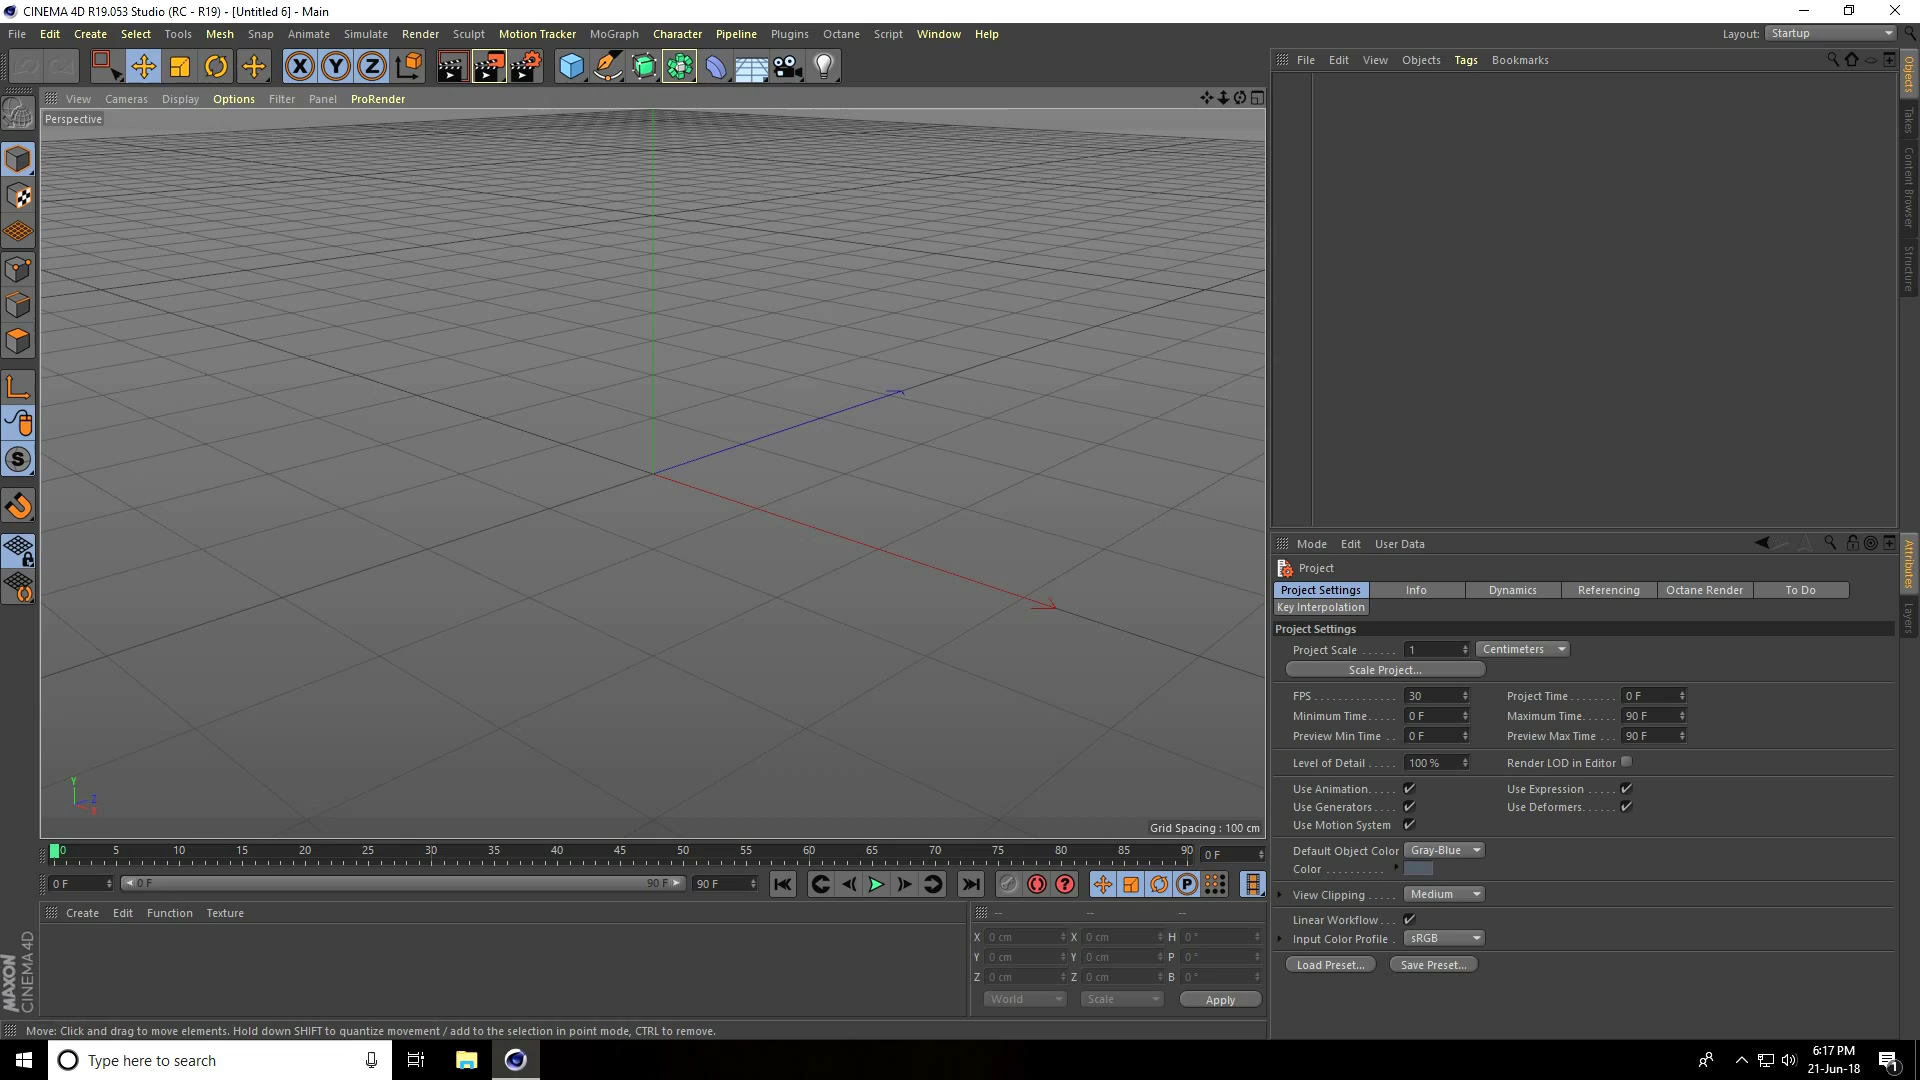 CINEMA 4D R19.053 Studio (RC - R19) - [Untitled 6] - Main
File Edit Create Select Tools Mesh Snap Animate Simulate Render Sculpt Motion Tracker MoGraph Character Pipeline Plugins Octane Script Window Help
Layout: Startup
X Y Z
File Edit View Objects Tags Bookmarks
View Cameras Display Options Filter Panel ProRender
Perspective
Objects
Takes
Content Browser
Structure
S
Y
Z
X
Grid Spacing : 100 cm
Mode Edit User Data
Attributes
Layers
Project
Project Settings Info Dynamics Referencing Octane Render To Do
Key Interpolation
Project Settings
Project Scale ...... 1 Centimeters
Scale Project...
FPS ............. 30 Project Time ....... 0 F
Minimum Time..... 0 F Maximum Time..... 90 F
Preview Min Time .. 0 F Preview Max Time ... 90 F
Level of Detail ..... 100 % Render LOD in Editor
Use Animation..... Use Expression .....
Use Generators .... Use Deformers......
Use Motion System
Default Object Color Gray-Blue
Color .........
View Clipping ..... Medium
Linear Workflow ...
Input Color Profile . sRGB
Load Preset... Save Preset...
0 5 10 15 20 25 30 35 40 45 50 55 60 65 70 75 80 85 90 0 F
0 F 0 F 90 F 90 F ? P
Create Edit Function Texture
-- -- --
X 0 cm X 0 cm H 0 °
Y 0 cm Y 0 cm P 0 °
Z 0 cm Z 0 cm B 0 °
World Scale Apply
MAXON
CINEMA 4D
Move: Click and drag to move elements. Hold down SHIFT to quantize movement / add to the selection in point mode, CTRL to remove.
Type here to search
6:17 PM
21-Jun-18
1